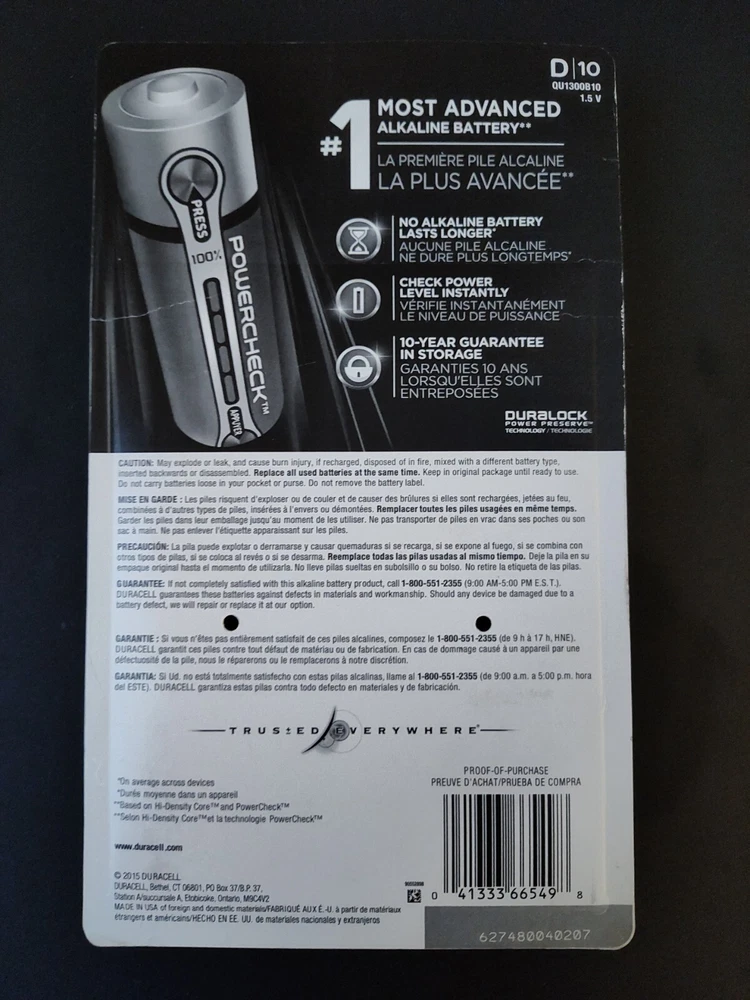 D|10
QU1300B10
1.5 V
#1 MOST ADVANCED
ALKALINE BATTERY**
LA PREMIÈRE PILE ALCALINE
LA PLUS AVANCÉE**
PRESS
100%
POWERCHECK™
APPUYER
NO ALKALINE BATTERY
LASTS LONGER*
AUCUNE PILE ALCALINE
NE DURE PLUS LONGTEMPS*
CHECK POWER
LEVEL INSTANTLY
VÉRIFIE INSTANTANÉMENT
LE NIVEAU DE PUISSANCE
10-YEAR GUARANTEE
IN STORAGE
GARANTIES 10 ANS
LORSQU'ELLES SONT
ENTREPOSÉES
DURALOCK
POWER PRESERVE™
TECHNOLOGY / TECHNOLOGIE
CAUTION: May explode or leak, and cause burn injury, if recharged, disposed of in fire, mixed with a different battery type,
inserted backwards or disassembled. Replace all used batteries at the same time. Keep in original package until ready to use.
Do not carry batteries loose in your pocket or purse. Do not remove the battery label.
MISE EN GARDE : Les piles risquent d'exploser ou de couler et de causer des brûlures si elles sont rechargées, jetées au feu,
combinées à d'autres types de piles, insérées à l'envers ou démontées. Remplacer toutes les piles usagées en même temps.
Garder les piles dans leur emballage jusqu'au moment de les utiliser. Ne pas transporter de piles en vrac dans ses poches ou son
sac à main. Ne pas enlever l'étiquette apparaissant sur les piles.
PRECAUCIÓN: La pila puede explotar o derramarse y causar quemaduras si se recarga, si se expone al fuego, si se combina con
otros tipos de pilas, si se coloca al revés o si se desarma. Reemplace todas las pilas usadas al mismo tiempo. Deje la pila en su
empaque original hasta el momento de utilizarla. No lleve pilas sueltas en subolsillo o su bolso. No retire la etiqueta de las pilas.
GUARANTEE: If not completely satisfied with this alkaline battery product, call 1-800-551-2355 (9:00 AM-5:00 PM E.S.T.).
DURACELL guarantees these batteries against defects in materials and workmanship. Should any device be damaged due to a
battery defect, we will repair or replace it at our option.
GARANTIE : Si vous n'êtes pas entièrement satisfait de ces piles alcalines, composez le 1-800-551-2355 (de 9 h à 17 h, HNE).
DURACELL garantit ces piles contre tout défaut de matériau ou de fabrication. En cas de dommage causé à un appareil par une
défectuosité de la pile, nous le réparerons ou le remplacerons à notre discrétion.
GARANTIA: Si Ud. no está totalmente satisfecho con estas pilas alcalinas, llame al 1-800-551-2355 (de 9:00 a.m. a 5:00 p.m. hora
del ESTE). DURACELL garantiza estas pilas contra todo defecto en materiales y de fabricación.
TRUSTED EVERYWHERE®
*On average across devices
*Durée moyenne dans un appareil
**Based on Hi-Density Core™ and PowerCheck™
**Selon Hi-Density Core™ et la technologie PowerCheck™
www.duracell.com
© 2015 DURACELL
DURACELL, Bethel, CT 06801, PO Box 37/B.P. 37,
Station A/succursale A, Etobicoke, Ontario, M9C4V2
MADE IN USA of foreign and domestic materials/FABRIQUÉ AUX É.-U. à partir de matériaux
étrangers et américains/HECHO EN EE. UU. de materiales nacionales y extranjeros
PROOF-OF-PURCHASE
PREUVE D'ACHAT/PRUEBA DE COMPRA
0 41333 66549 8
627480040207